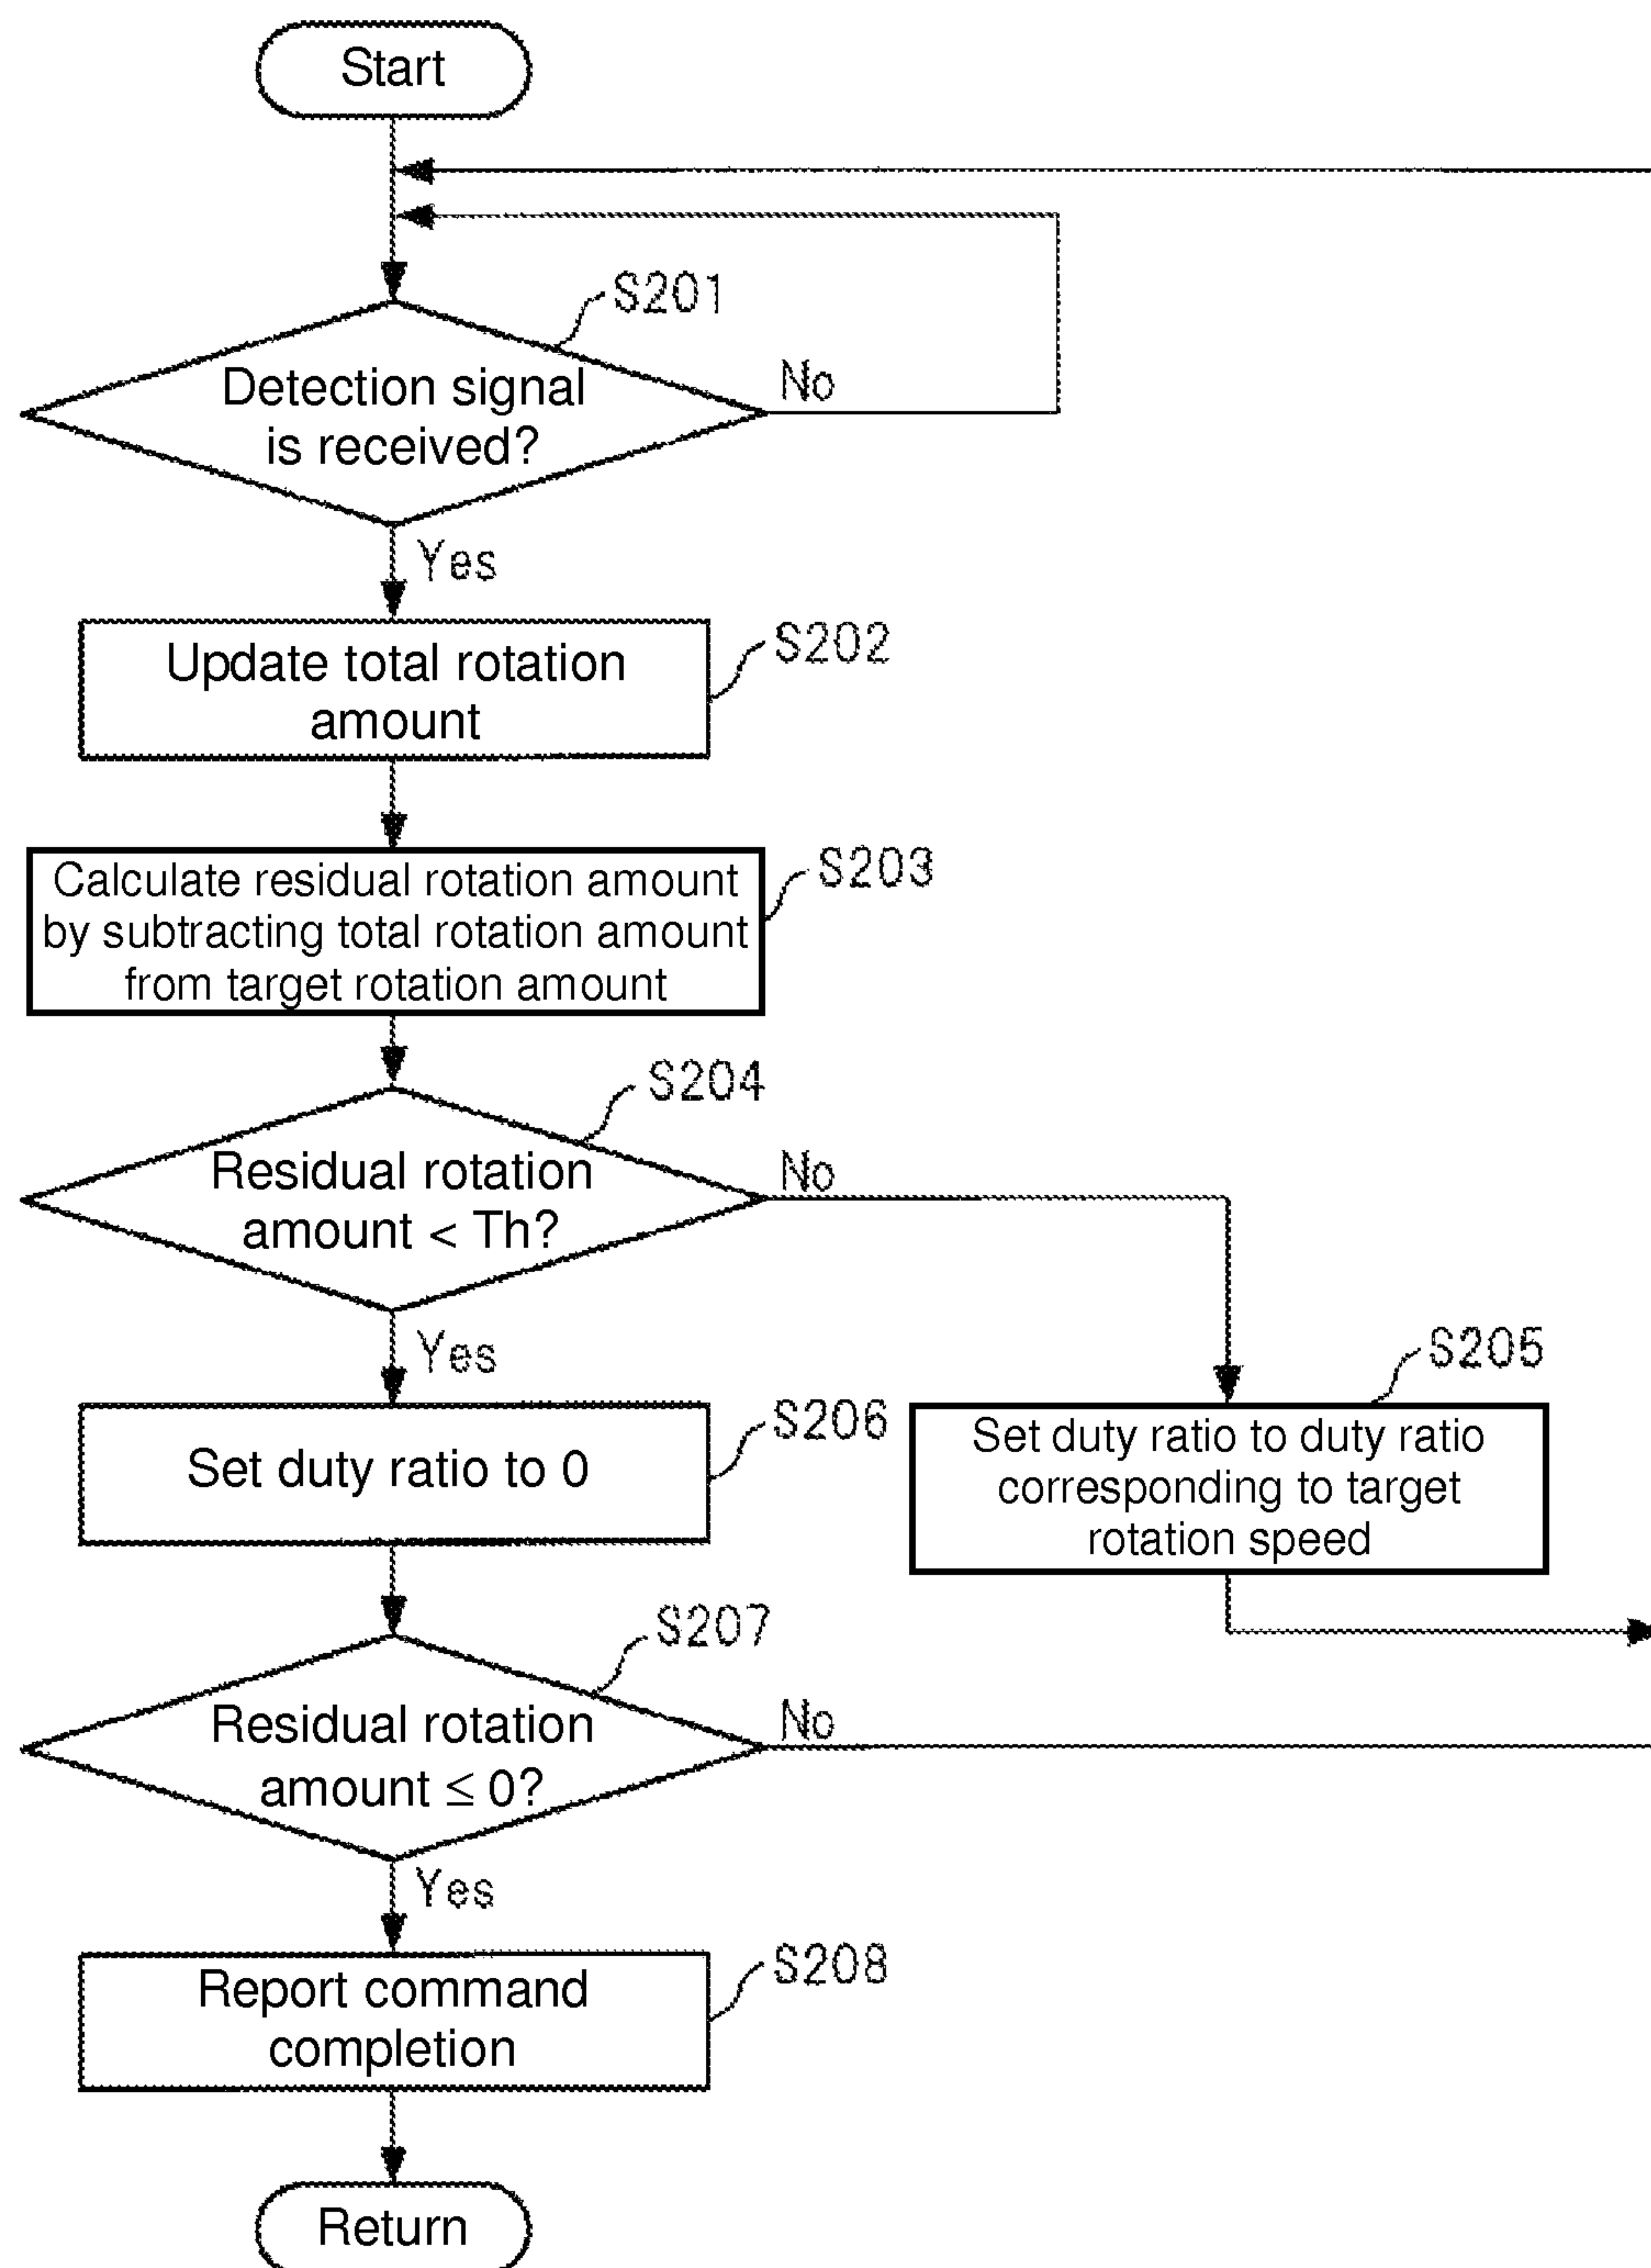 Start
S201
Detection signal
is received?
No
Yes
Update total rotation
amount
S202
Calculate residual rotation amount
by subtracting total rotation amount
from target rotation amount
S203
S204
Residual rotation
amount < Th?
No
Yes
S205
Set duty ratio to 0
S206
Set duty ratio to duty ratio
corresponding to target
rotation speed
S207
Residual rotation
amount ≤ 0?
No
Yes
Report command
completion
S208
Return